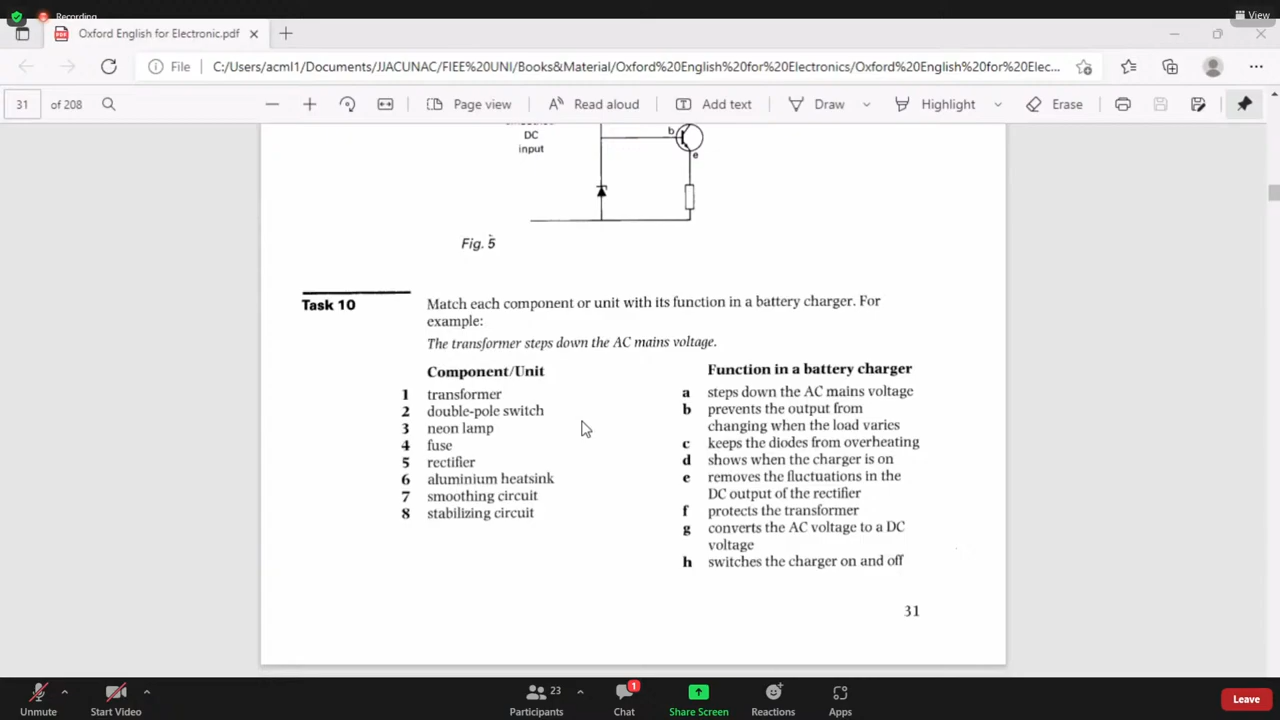 Recording
View
Oxford English for Electronic.pdf
File C:/Users/acml1/Documents/JJACUNAC/FIEE%20UNI/Books&Material/Oxford%20English%20for%20Electronics/Oxford%20English%20for%20Elec...
31 of 208 Page view Read aloud Add text Draw Highlight Erase
DC
input
b
e
Fig. 5
Task 10
Match each component or unit with its function in a battery charger. For
example:
The transformer steps down the AC mains voltage.
Component/Unit
1 transformer
2 double-pole switch
3 neon lamp
4 fuse
5 rectifier
6 aluminium heatsink
7 smoothing circuit
8 stabilizing circuit
Function in a battery charger
a steps down the AC mains voltage
b prevents the output from
changing when the load varies
c keeps the diodes from overheating
d shows when the charger is on
e removes the fluctuations in the
DC output of the rectifier
f protects the transformer
g converts the AC voltage to a DC
voltage
h switches the charger on and off
31
Unmute
Start Video
23
Participants
1
Chat
Share Screen
Reactions
Apps
Leave